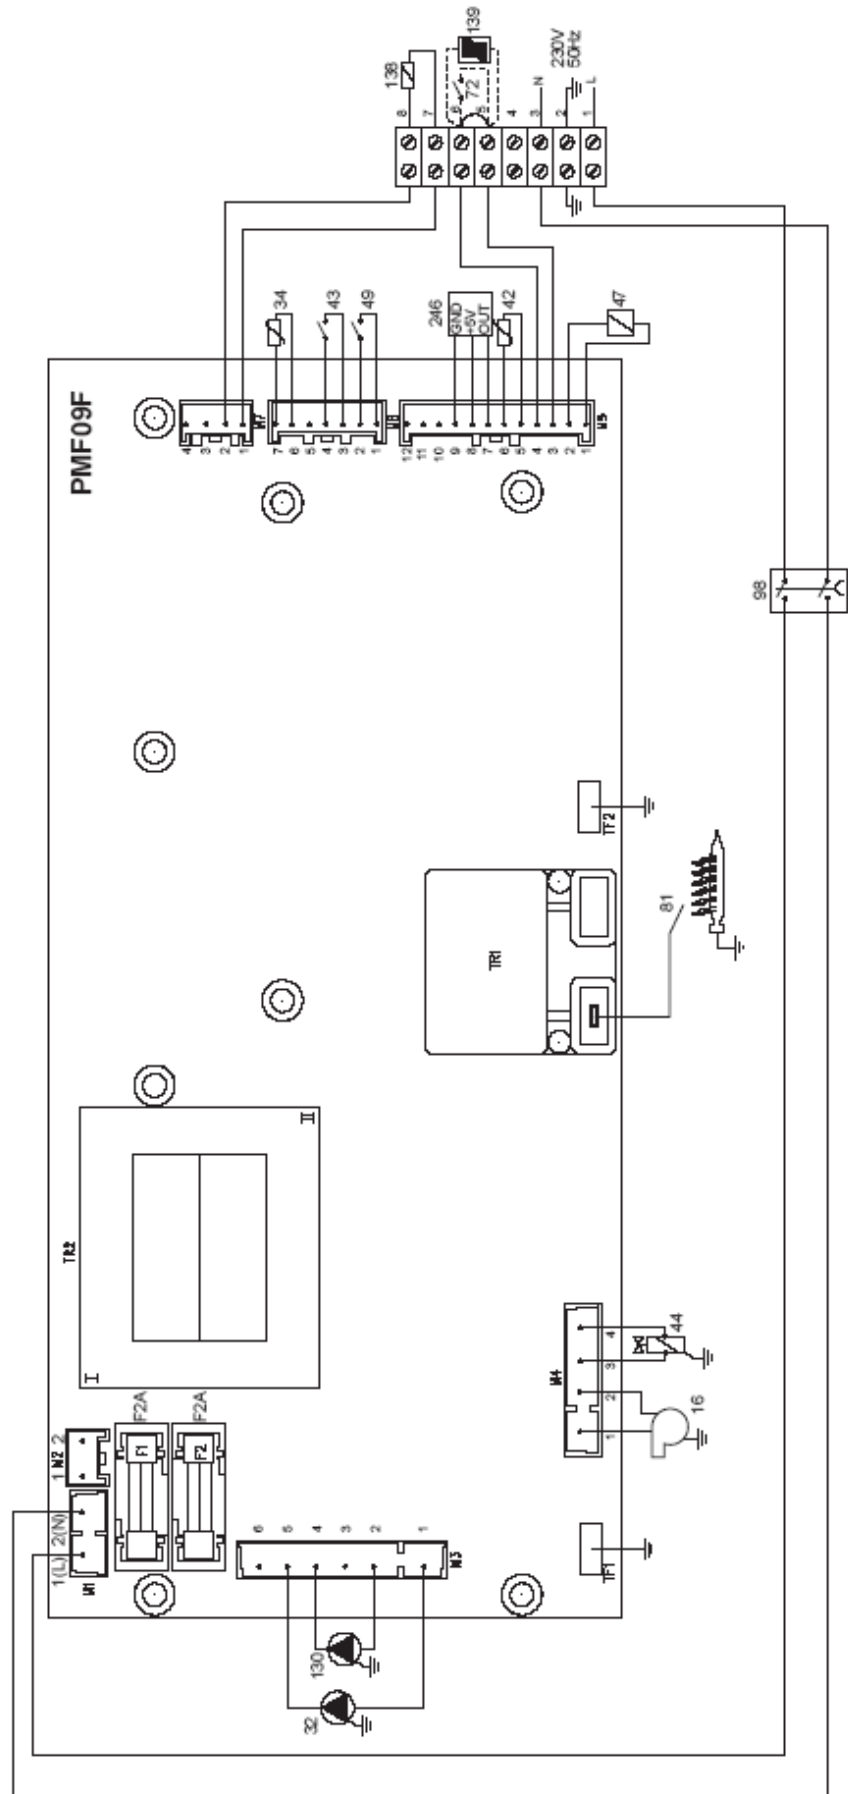 139
138
72
230V
50Hz
8
7
6
5
4
3
N
2
1
L
34
43
49
246
GND
+5V
OUT
42
47
PMF09F
4
3
2
1
7
6
5
4
3
2
1
12
11
10
9
8
7
6
5
4
3
2
1
98
TF2
81
TR1
TR2
I
II
F2A
F2A
F1
F2
1
2
1(L)
2(N)
6
5
4
3
2
1
1
2
3
4
44
16
TF1
130
32